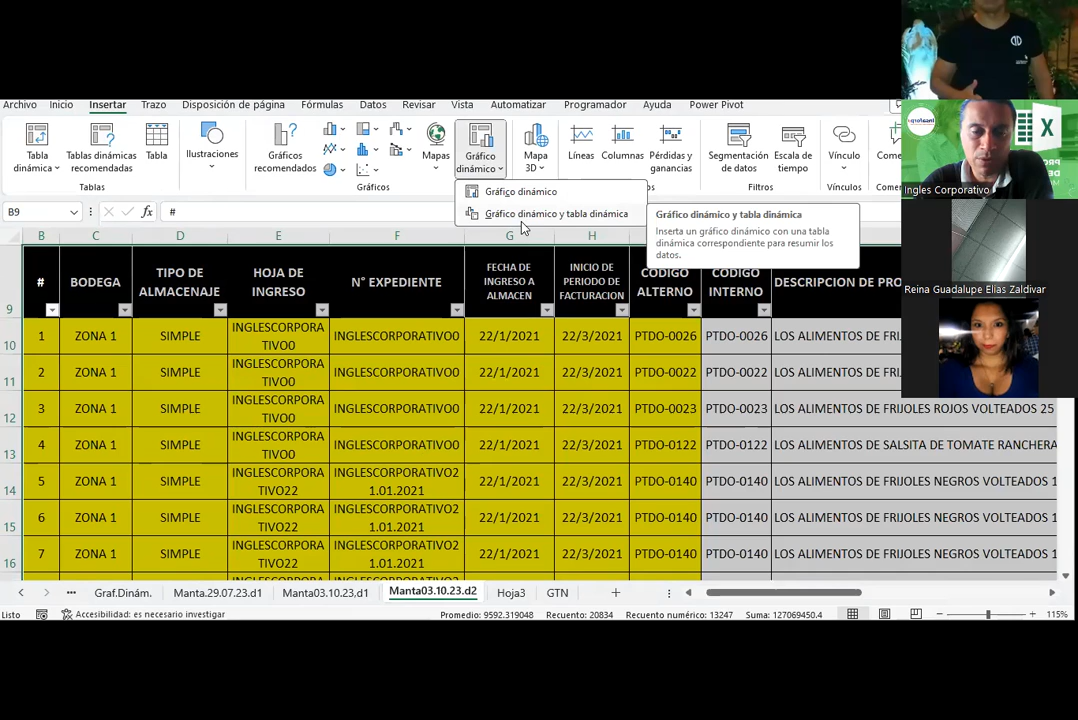 Archivo Inicio Insertar Trazo Disposición de página Fórmulas Datos Revisar Vista Automatizar Programador Ayuda Power Pivot
Tabla dinámica
Tablas dinámicas recomendadas
Tabla
Ilustraciones
Gráficos recomendados
Mapas
Gráfico dinámico
Mapa 3D
Líneas
Columnas
Pérdidas y ganancias
Segmentación de datos
Escala de tiempo
Vínculo
Tablas
Gráficos
Filtros
Vínculos
Gráfico dinámico
Gráfico dinámico y tabla dinámica
Gráfico dinámico y tabla dinámica
Inserta un gráfico dinámico con una tabla
dinámica correspondiente para resumir los
datos.
Ingles Corporativo
Reina Guadalupe Elías Zaldivar
B9 fx #
B C D E F G H
9 # BODEGA TIPO DE ALMACENAJE HOJA DE INGRESO N° EXPEDIENTE FECHA DE INGRESO A ALMACEN INICIO DE PERIODO DE FACTURACION CODIGO ALTERNO CODIGO INTERNO DESCRIPCION DE PRO
10 1 ZONA 1 SIMPLE INGLESCORPORATIVO0 INGLESCORPORATIVO0 22/1/2021 22/3/2021 PTDO-0026 PTDO-0026 LOS ALIMENTOS DE FRI
11 2 ZONA 1 SIMPLE INGLESCORPORATIVO0 INGLESCORPORATIVO0 22/1/2021 22/3/2021 PTDO-0022 PTDO-0022 LOS ALIMENTOS DE FRI
12 3 ZONA 1 SIMPLE INGLESCORPORATIVO0 INGLESCORPORATIVO0 22/1/2021 22/3/2021 PTDO-0023 PTDO-0023 LOS ALIMENTOS DE FRIJOLES ROJOS VOLTEADOS 25
13 4 ZONA 1 SIMPLE INGLESCORPORATIVO0 INGLESCORPORATIVO0 22/1/2021 22/3/2021 PTDO-0122 PTDO-0122 LOS ALIMENTOS DE SALSITA DE TOMATE RANCHERA
14 5 ZONA 1 SIMPLE INGLESCORPORATIVO22 INGLESCORPORATIVO21.01.2021 22/1/2021 22/3/2021 PTDO-0140 PTDO-0140 LOS ALIMENTOS DE FRIJOLES NEGROS VOLTEADOS 1
15 6 ZONA 1 SIMPLE INGLESCORPORATIVO22 INGLESCORPORATIVO21.01.2021 22/1/2021 22/3/2021 PTDO-0140 PTDO-0140 LOS ALIMENTOS DE FRIJOLES NEGROS VOLTEADOS 1
16 7 ZONA 1 SIMPLE INGLESCORPORATIVO22 INGLESCORPORATIVO21.01.2021 22/1/2021 22/3/2021 PTDO-0140 PTDO-0140 LOS ALIMENTOS DE FRIJOLES NEGROS VOLTEADOS 1
Graf.Dinám. Manta.29.07.23.d1 Manta03.10.23.d1 Manta03.10.23.d2 Hoja3 GTN
Listo Accesibilidad: es necesario investigar Promedio: 9592.319048 Recuento: 20834 Recuento numérico: 13247 Suma: 127069450.4 115%